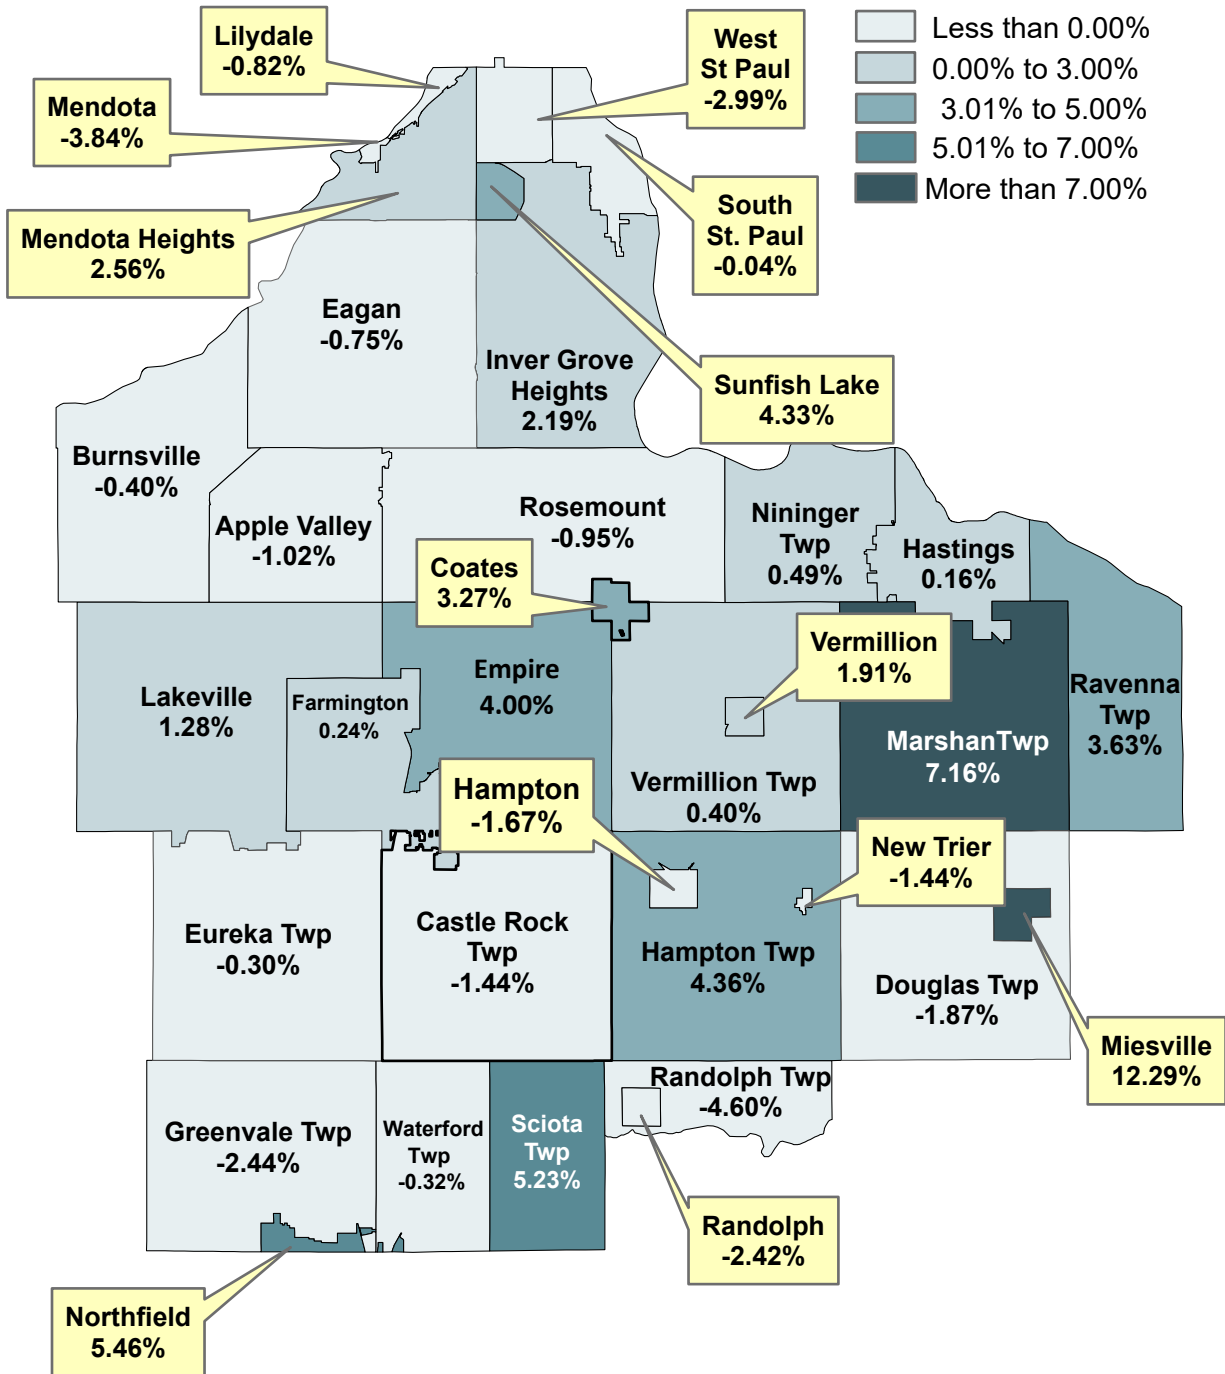 Less than 0.00%
0.00% to 3.00%
3.01% to 5.00%
5.01% to 7.00%
More than 7.00%
Lilydale
-0.82%
West
St Paul
-2.99%
Mendota
-3.84%
South
St. Paul
-0.04%
Mendota Heights
2.56%
Eagan
-0.75%
Inver Grove
Heights
2.19%
Sunfish Lake
4.33%
Burnsville
-0.40%
Apple Valley
-1.02%
Rosemount
-0.95%
Nininger
Twp
0.49%
Hastings
0.16%
Coates
3.27%
Vermillion
1.91%
Lakeville
1.28%
Farmington
0.24%
Empire
4.00%
Ravenna
Twp
3.63%
MarshanTwp
7.16%
Vermillion Twp
0.40%
Hampton
-1.67%
New Trier
-1.44%
Eureka Twp
-0.30%
Castle Rock
Twp
-1.44%
Hampton Twp
4.36%
Douglas Twp
-1.87%
Miesville
12.29%
Randolph Twp
-4.60%
Greenvale Twp
-2.44%
Waterford
Twp
-0.32%
Sciota
Twp
5.23%
Randolph
-2.42%
Northfield
5.46%